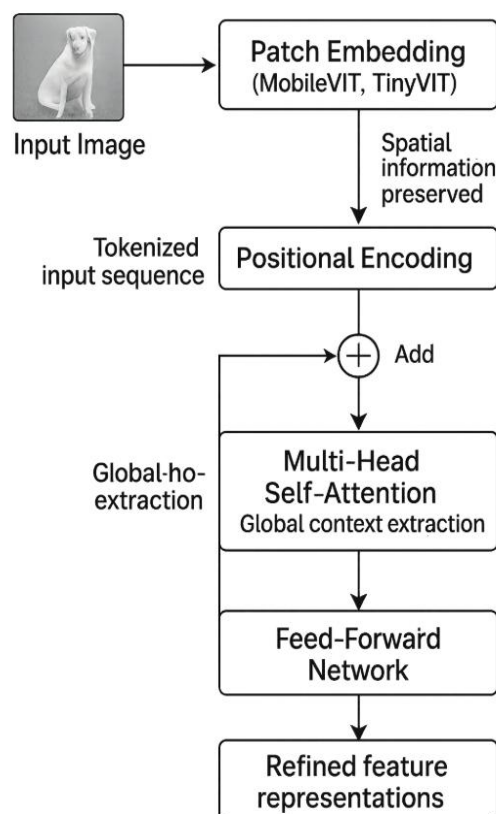 Patch Embedding
(MobileVIT, TinyVIT)
Input Image
Spatial
information
preserved
Tokenized
input sequence
Positional Encoding
Add
Multi-Head
Self-Attention
Global context extraction
Global-ho-
extraction
Feed-Forward
Network
Refined feature
representations